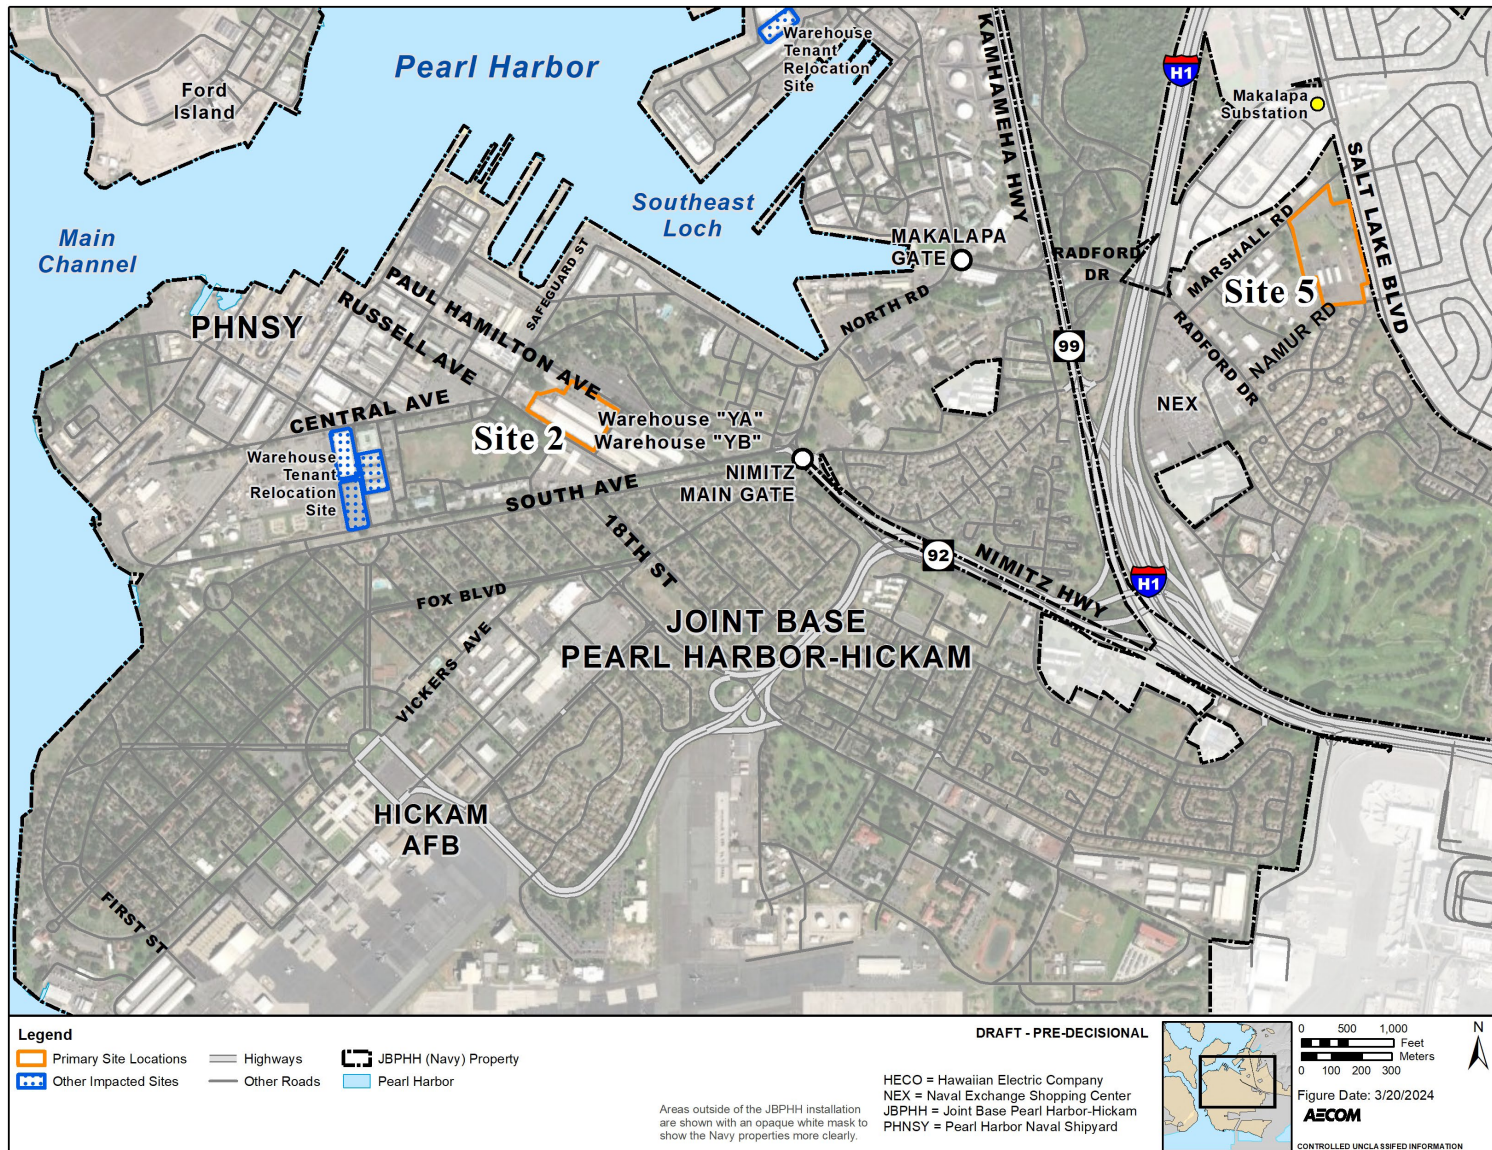 Pearl Harbor
Ford
Island
Warehouse
Tenant
Relocation
Site
KAMHAMEHA HWY
H1
Makalapa
Substation
SALT LAKE BLVD
Southeast
Loch
Main
Channel
MAKALAPA
GATE
RADFORD
DR
MARSHALL RD
Site 5
NORTH RD
SAFEGUARD ST
PAUL HAMILTON AVE
RUSSELL AVE
PHNSY
99
RADFORD DR
NAMUR RD
NEX
CENTRAL AVE
Warehouse "YA"
Warehouse "YB"
Site 2
Warehouse
Tenant
Relocation
Site
SOUTH AVE
NIMITZ
MAIN GATE
18TH ST
92
NIMITZ HWY
H1
FOX BLVD
VICKERS AVE
JOINT BASE
PEARL HARBOR-HICKAM
HICKAM
AFB
FIRST ST
Legend
Primary Site Locations
Other Impacted Sites
Highways
Other Roads
JBPHH (Navy) Property
Pearl Harbor
Areas outside of the JBPHH installation
are shown with an opaque white mask to
show the Navy properties more clearly.
DRAFT - PRE-DECISIONAL
HECO = Hawaiian Electric Company
NEX = Naval Exchange Shopping Center
JBPHH = Joint Base Pearl Harbor-Hickam
PHNSY = Pearl Harbor Naval Shipyard
0 500 1,000
Feet
Meters
0 100 200 300
N
Figure Date: 3/20/2024
AECOM
CONTROLLED UNCLASSIFED INFORMATION